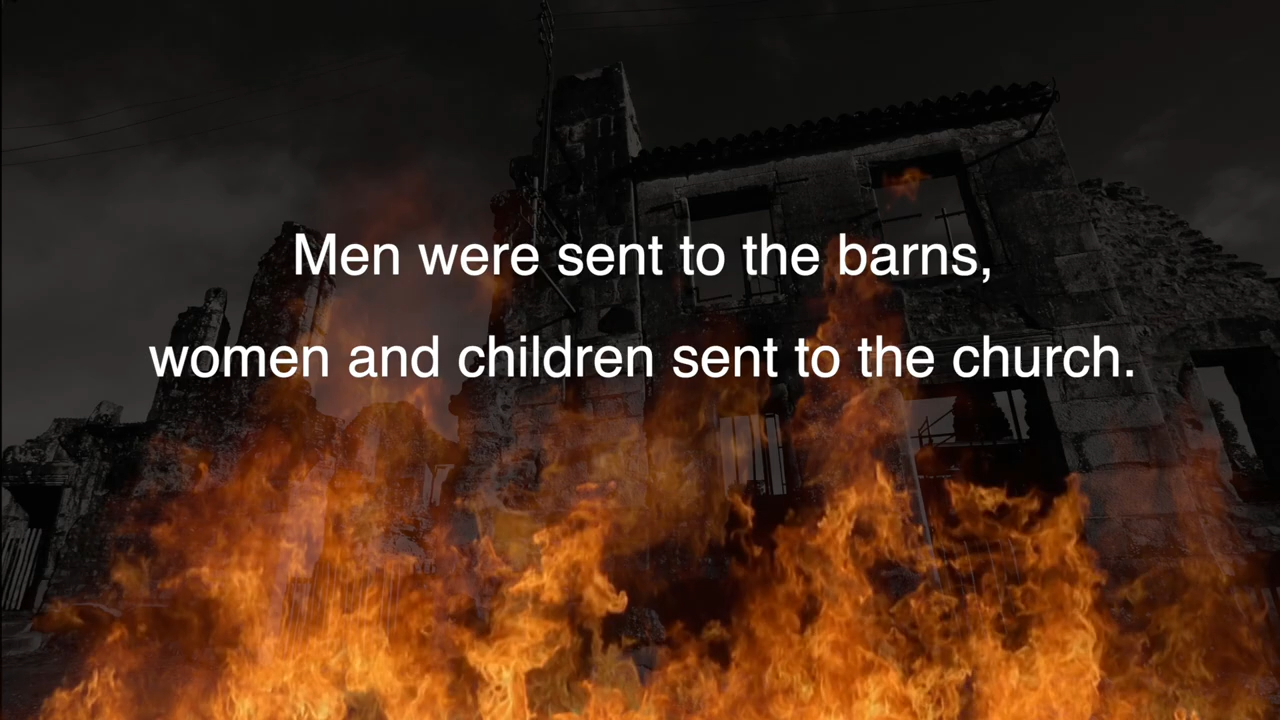 Men were sent to the barns,
women and children sent to the church.